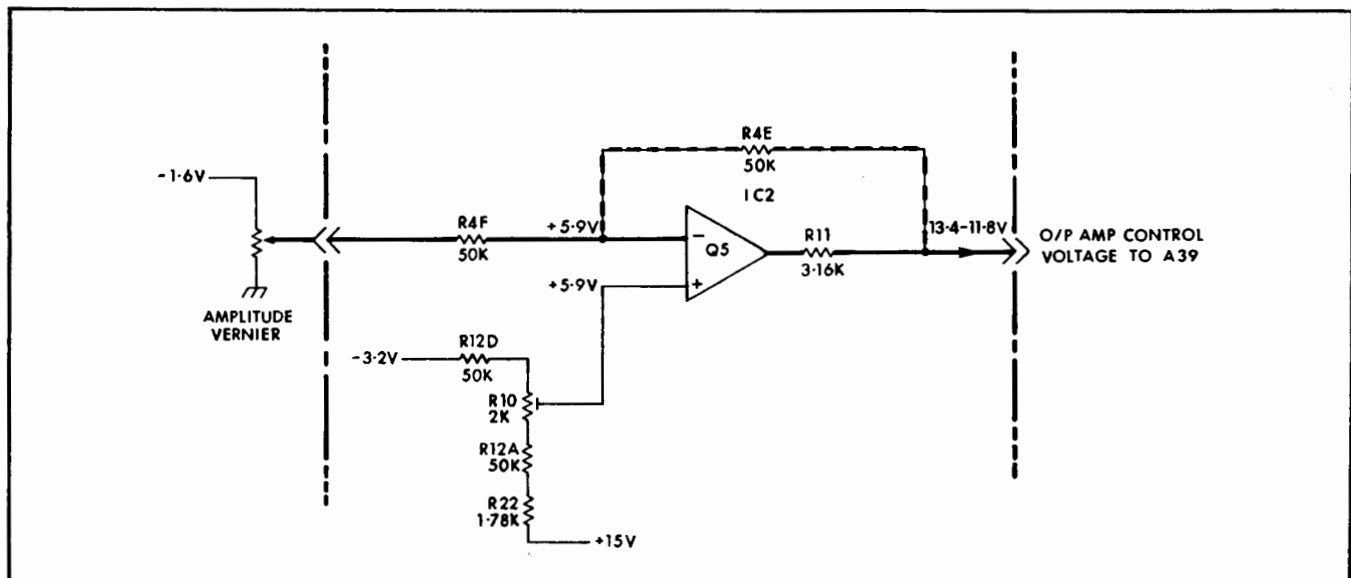 -1·6V
AMPLITUDE
VERNIER
R4F
50K
+5·9V
+5·9V
R4E
50K
IC2
-
Q5
+
R11
3·16K
13·4-11·8V
O/P AMP CONTROL
VOLTAGE TO A39
-3·2V
R12D
50K
R10
2K
R12A
50K
R22
1·78K
+15V